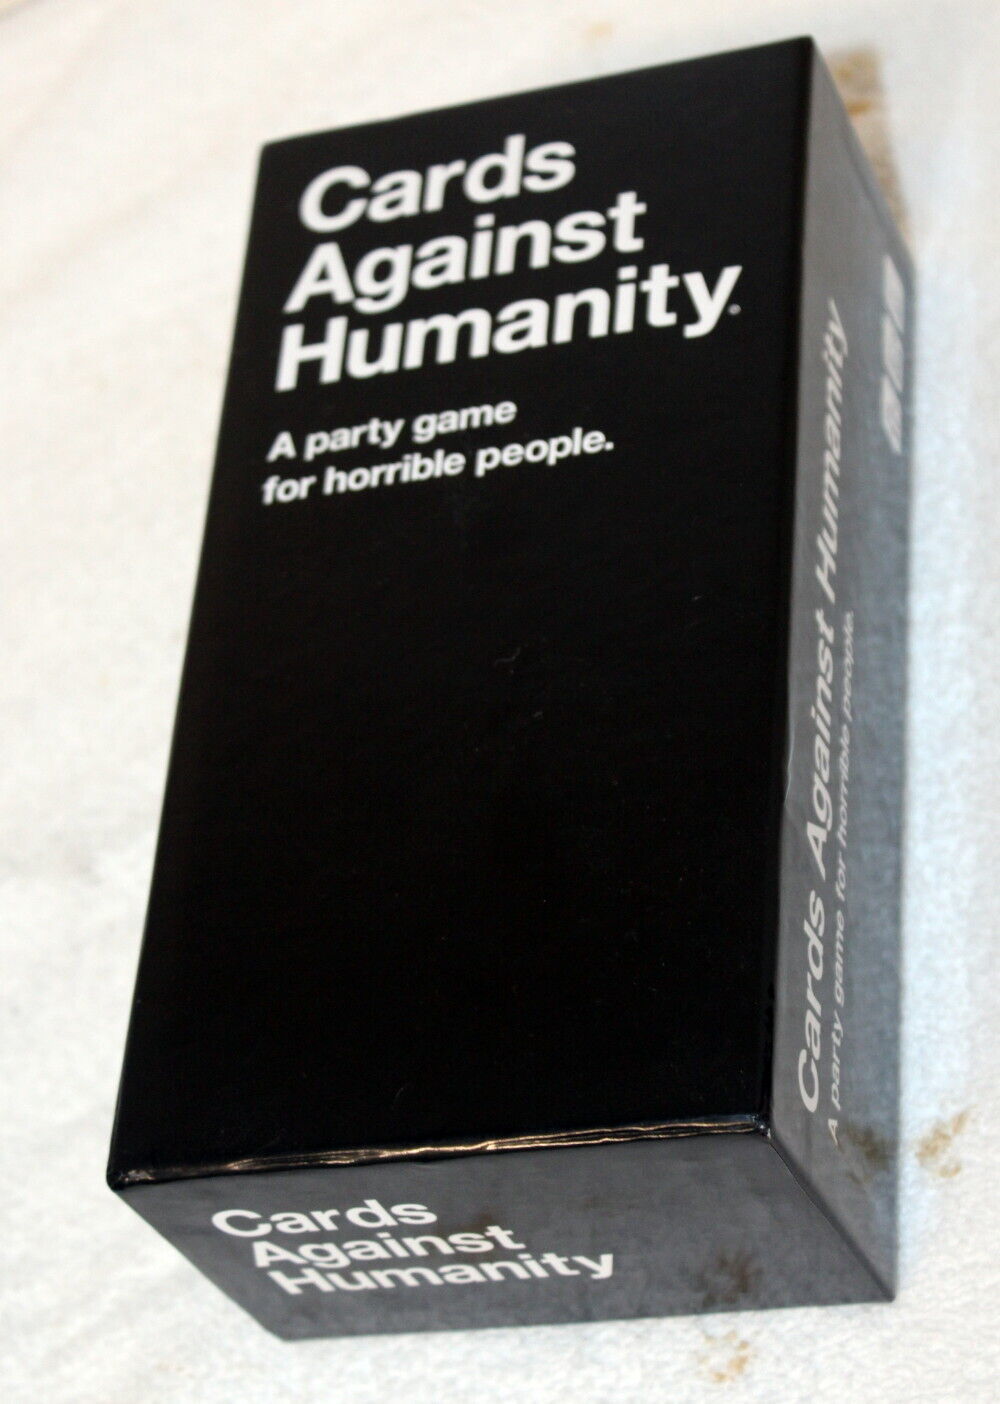 Cards
Against
Humanity
A party game
for horrible people.
Cards Against Humanity
A party game for horrible people.
Cards
Against
Humanity